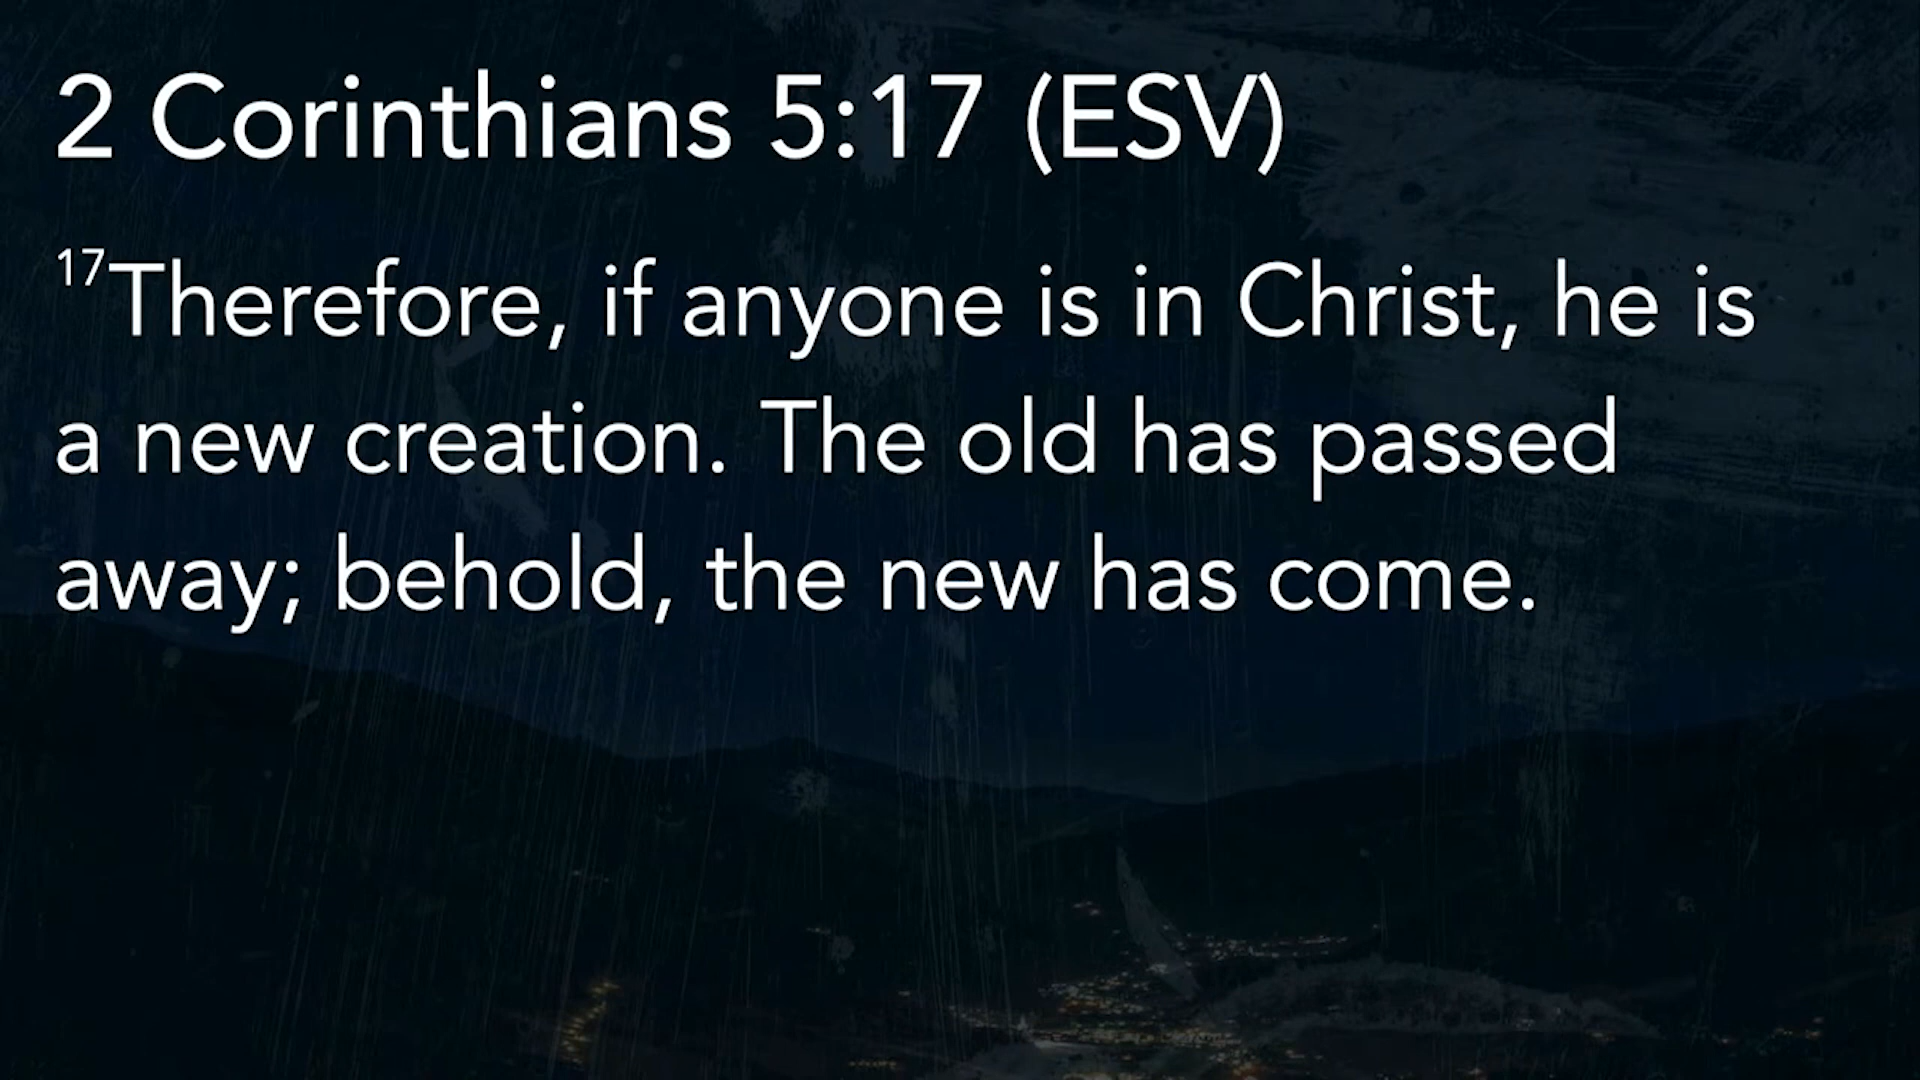 2 Corinthians 5:17 (ESV)
17Therefore, if anyone is in Christ, he is
a new creation. The old has passed
away; behold, the new has come.